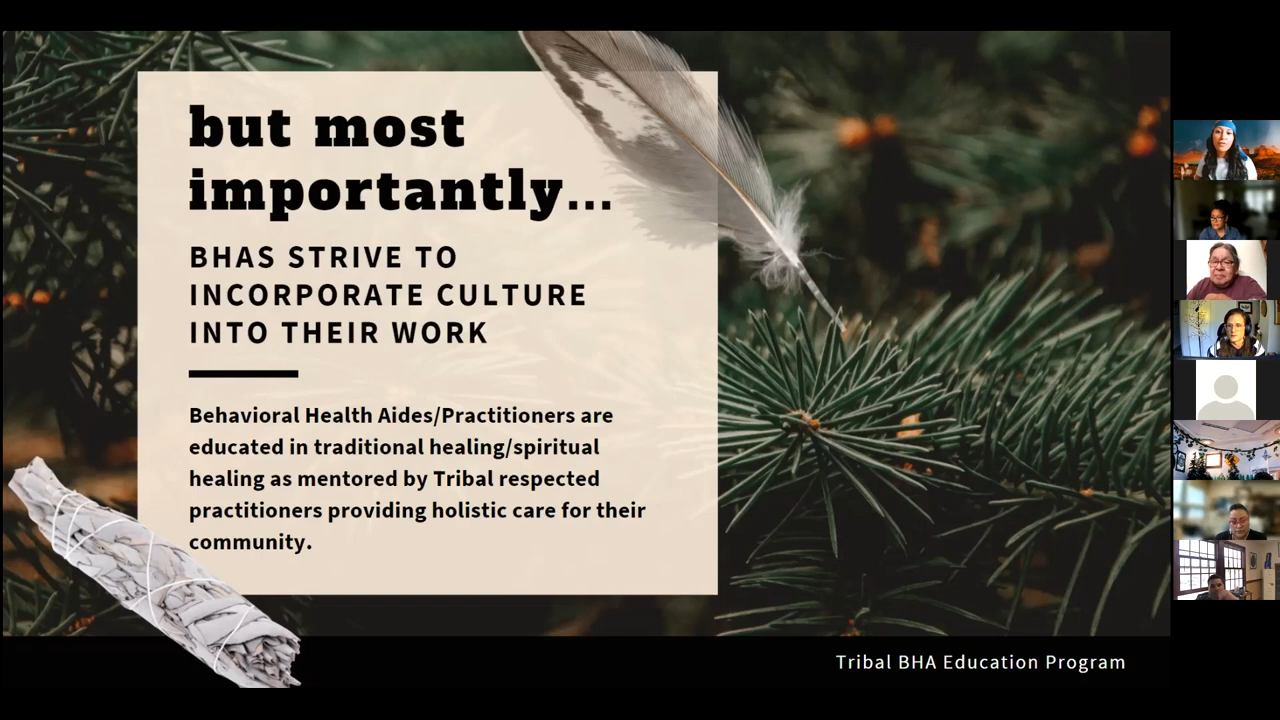 but most
importantly...
BHAS STRIVE TO
INCORPORATE CULTURE
INTO THEIR WORK
Behavioral Health Aides/Practitioners are
educated in traditional healing/spiritual
healing as mentored by Tribal respected
practitioners providing holistic care for their
community.
Tribal BHA Education Program